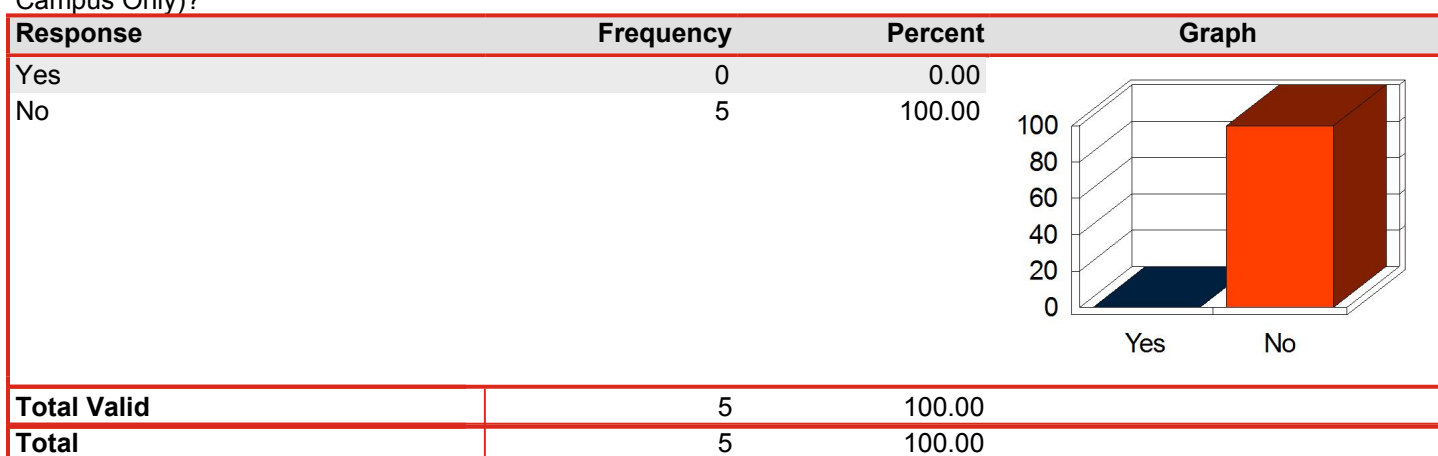 Campus Only)?
Response Frequency Percent Graph
Yes 0 0.00
No 5 100.00
100
80
60
40
20
0
Yes No
Total Valid 5 100.00
Total 5 100.00